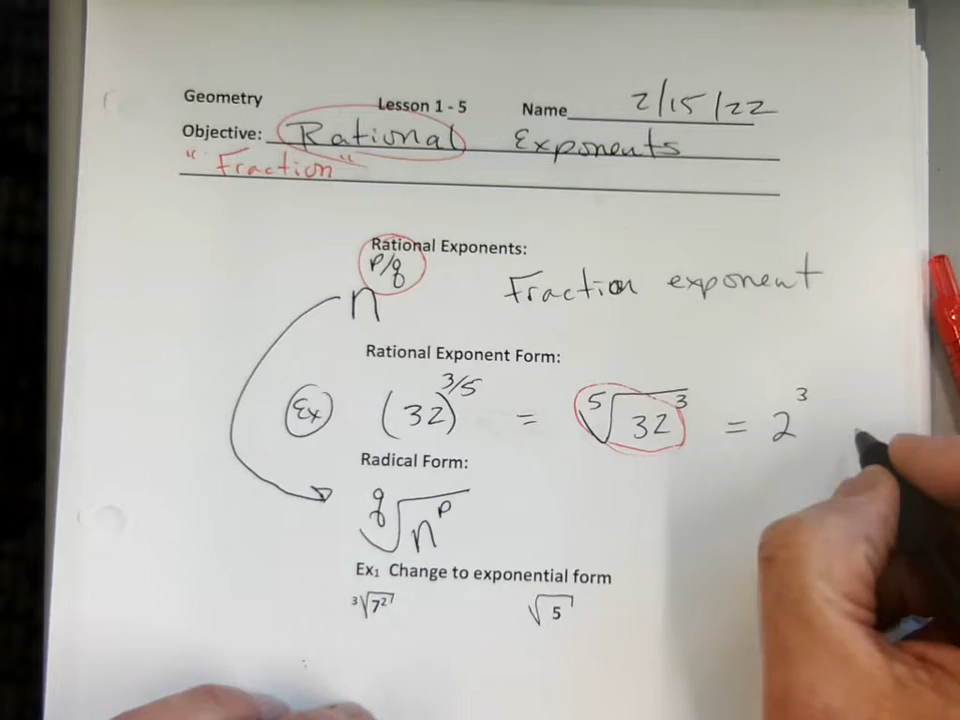 Geometry Lesson 1 - 5 Name 2/15/22
Objective: Rational Exponents
"Fraction"
Rational Exponents:
n^(p/q) Fraction exponent
Rational Exponent Form:
Ex (32)^(3/5) = ⁵√32³ = 2³
Radical Form:
q√n^p
Ex₁ Change to exponential form
³√7² √5